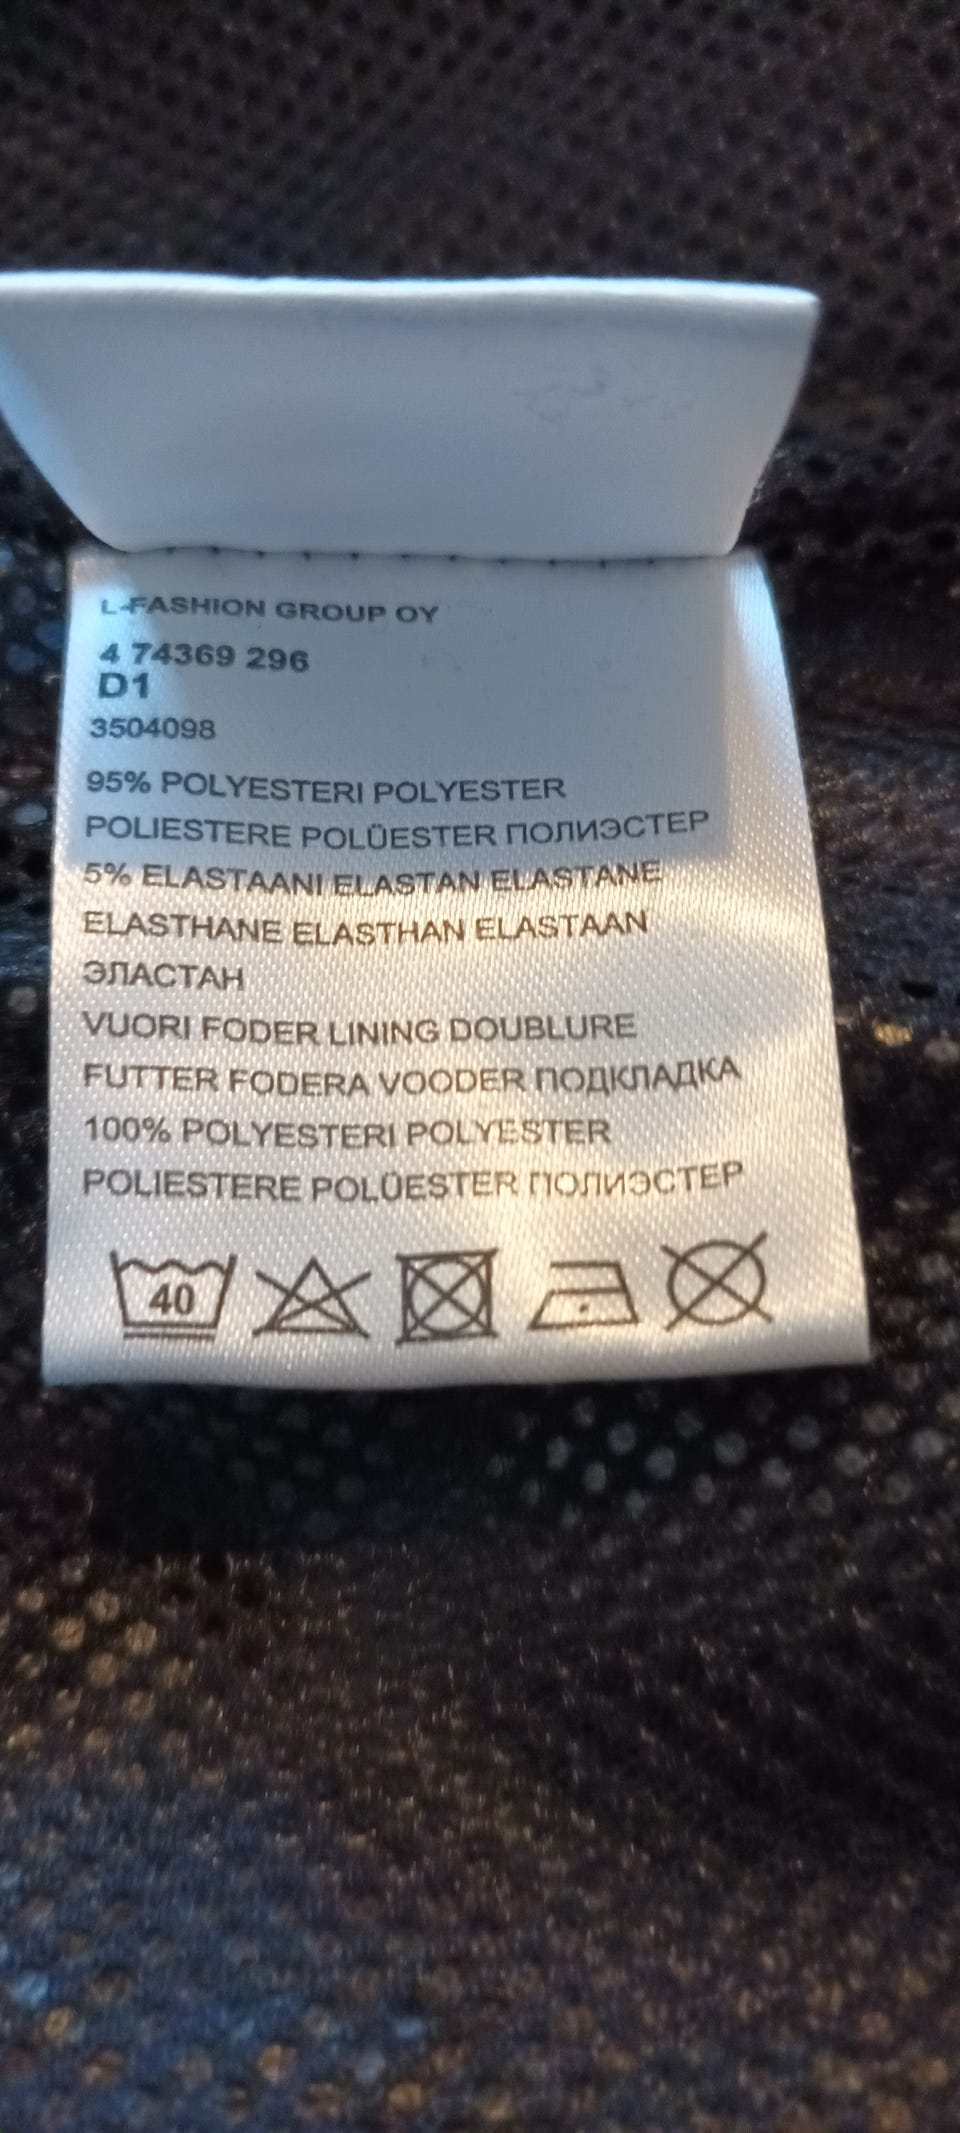 L-FASHION GROUP OY
4 74369 296
D1
3504098
95% POLYESTERI POLYESTER
POLIESTERE POLÜESTER ПОЛИЭСТЕР
5% ELASTAANI ELASTAN ELASTANE
ELASTHANE ELASTHAN ELASTAAN
ЭЛАСТАН
VUORI FODER LINING DOUBLURE
FUTTER FODERA VOODER ПОДКЛАДКА
100% POLYESTERI POLYESTER
POLIESTERE POLÜESTER ПОЛИЭСТЕР
40